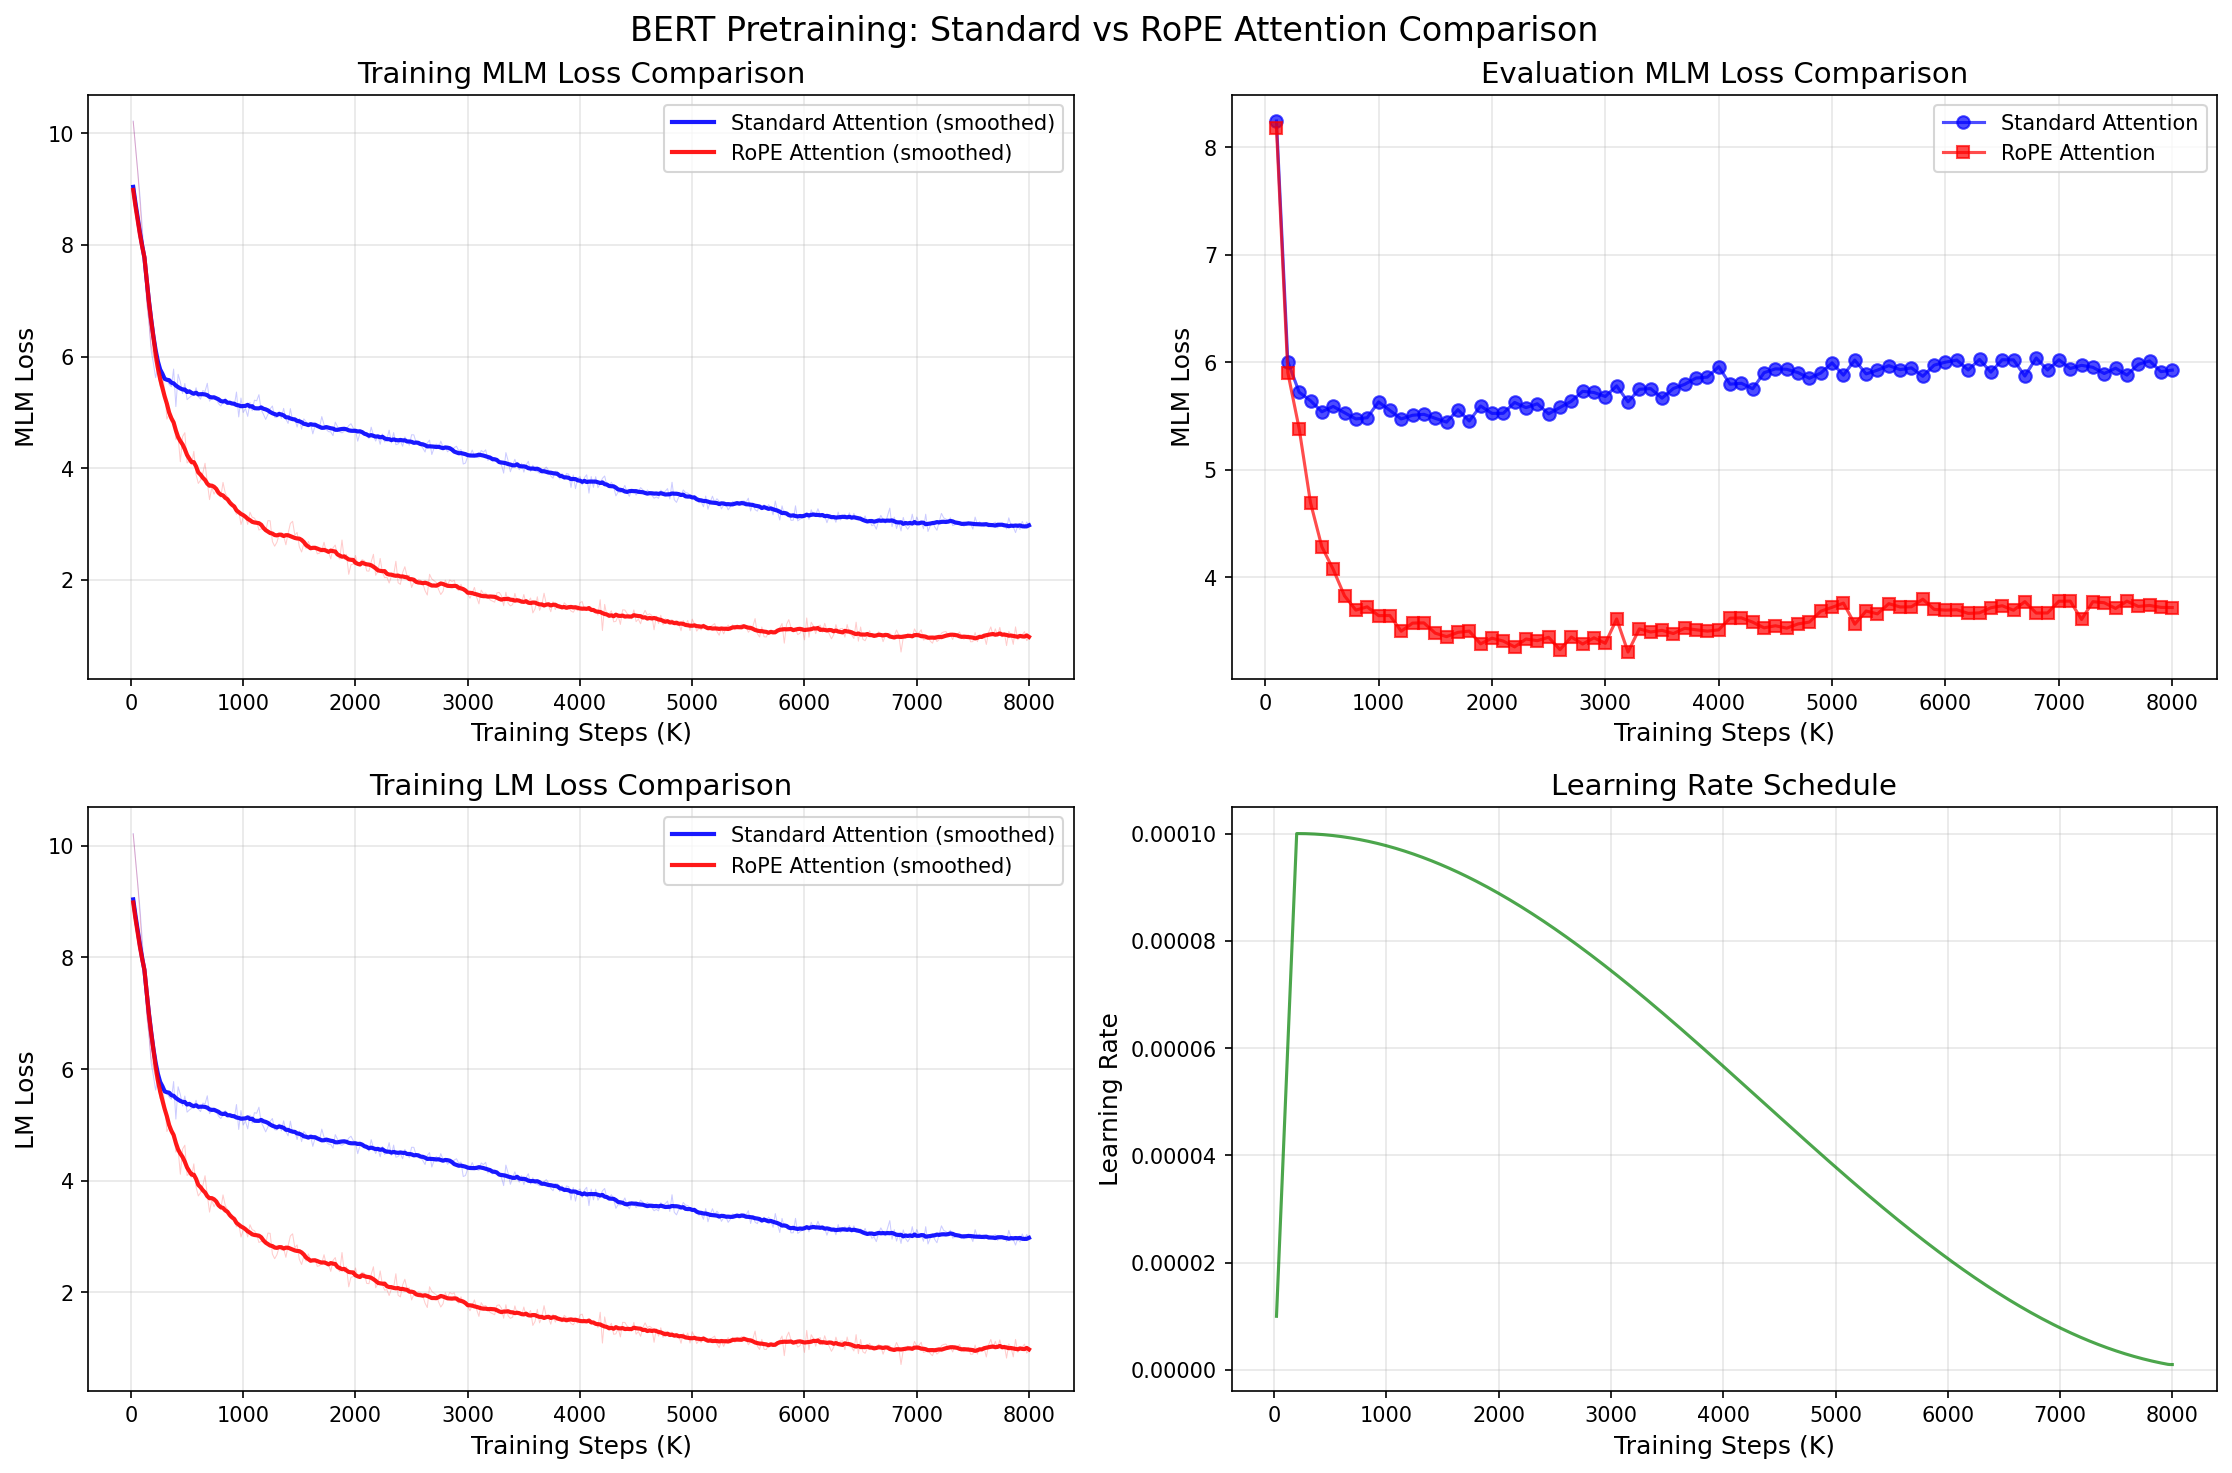 BERT Pretraining: Standard vs RoPE Attention Comparison
Training MLM Loss Comparison
MLM Loss
10
8
6
4
2
Standard Attention (smoothed)
RoPE Attention (smoothed)
0 1000 2000 3000 4000 5000 6000 7000 8000
Training Steps (K)
Evaluation MLM Loss Comparison
MLM Loss
8
7
6
5
4
Standard Attention
RoPE Attention
0 1000 2000 3000 4000 5000 6000 7000 8000
Training Steps (K)
Training LM Loss Comparison
LM Loss
10
8
6
4
2
Standard Attention (smoothed)
RoPE Attention (smoothed)
0 1000 2000 3000 4000 5000 6000 7000 8000
Training Steps (K)
Learning Rate Schedule
Learning Rate
0.00010
0.00008
0.00006
0.00004
0.00002
0.00000
0 1000 2000 3000 4000 5000 6000 7000 8000
Training Steps (K)